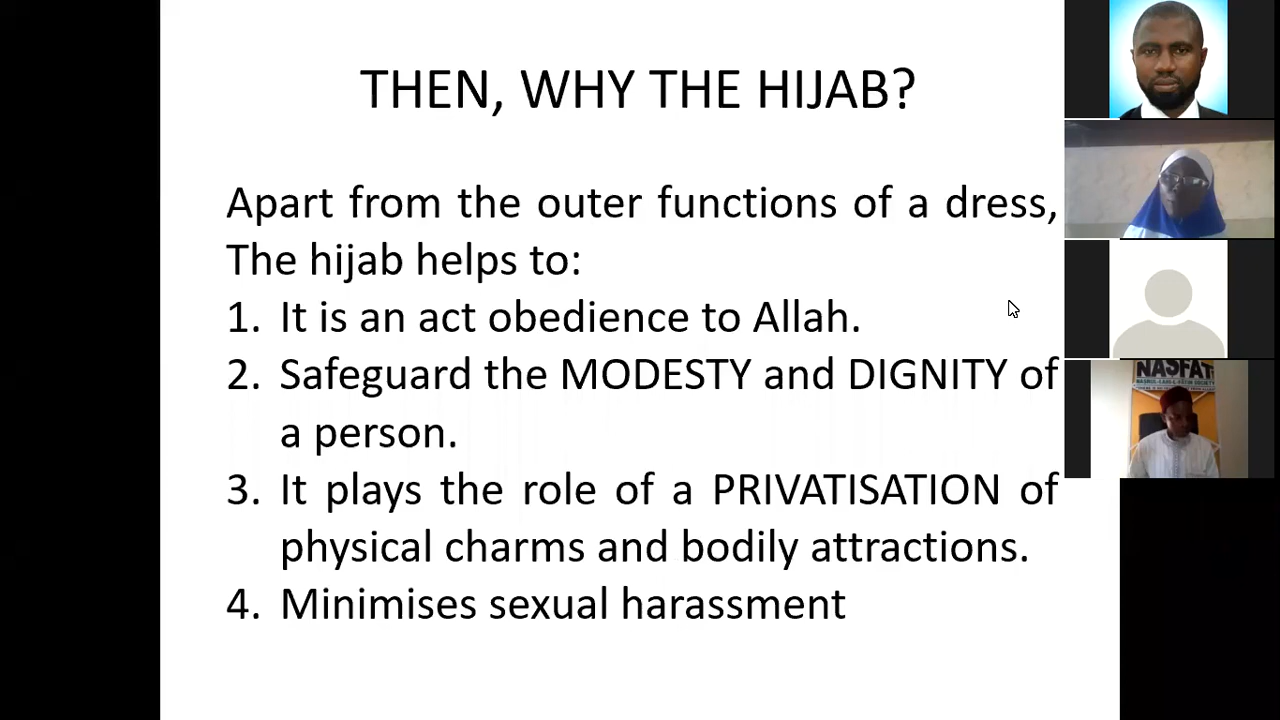 THEN, WHY THE HIJAB?
Apart from the outer functions of a dress,
The hijab helps to:
1. It is an act obedience to Allah.
2. Safeguard the MODESTY and DIGNITY of
a person.
3. It plays the role of a PRIVATISATION of
physical charms and bodily attractions.
4. Minimises sexual harassment
NASFAT